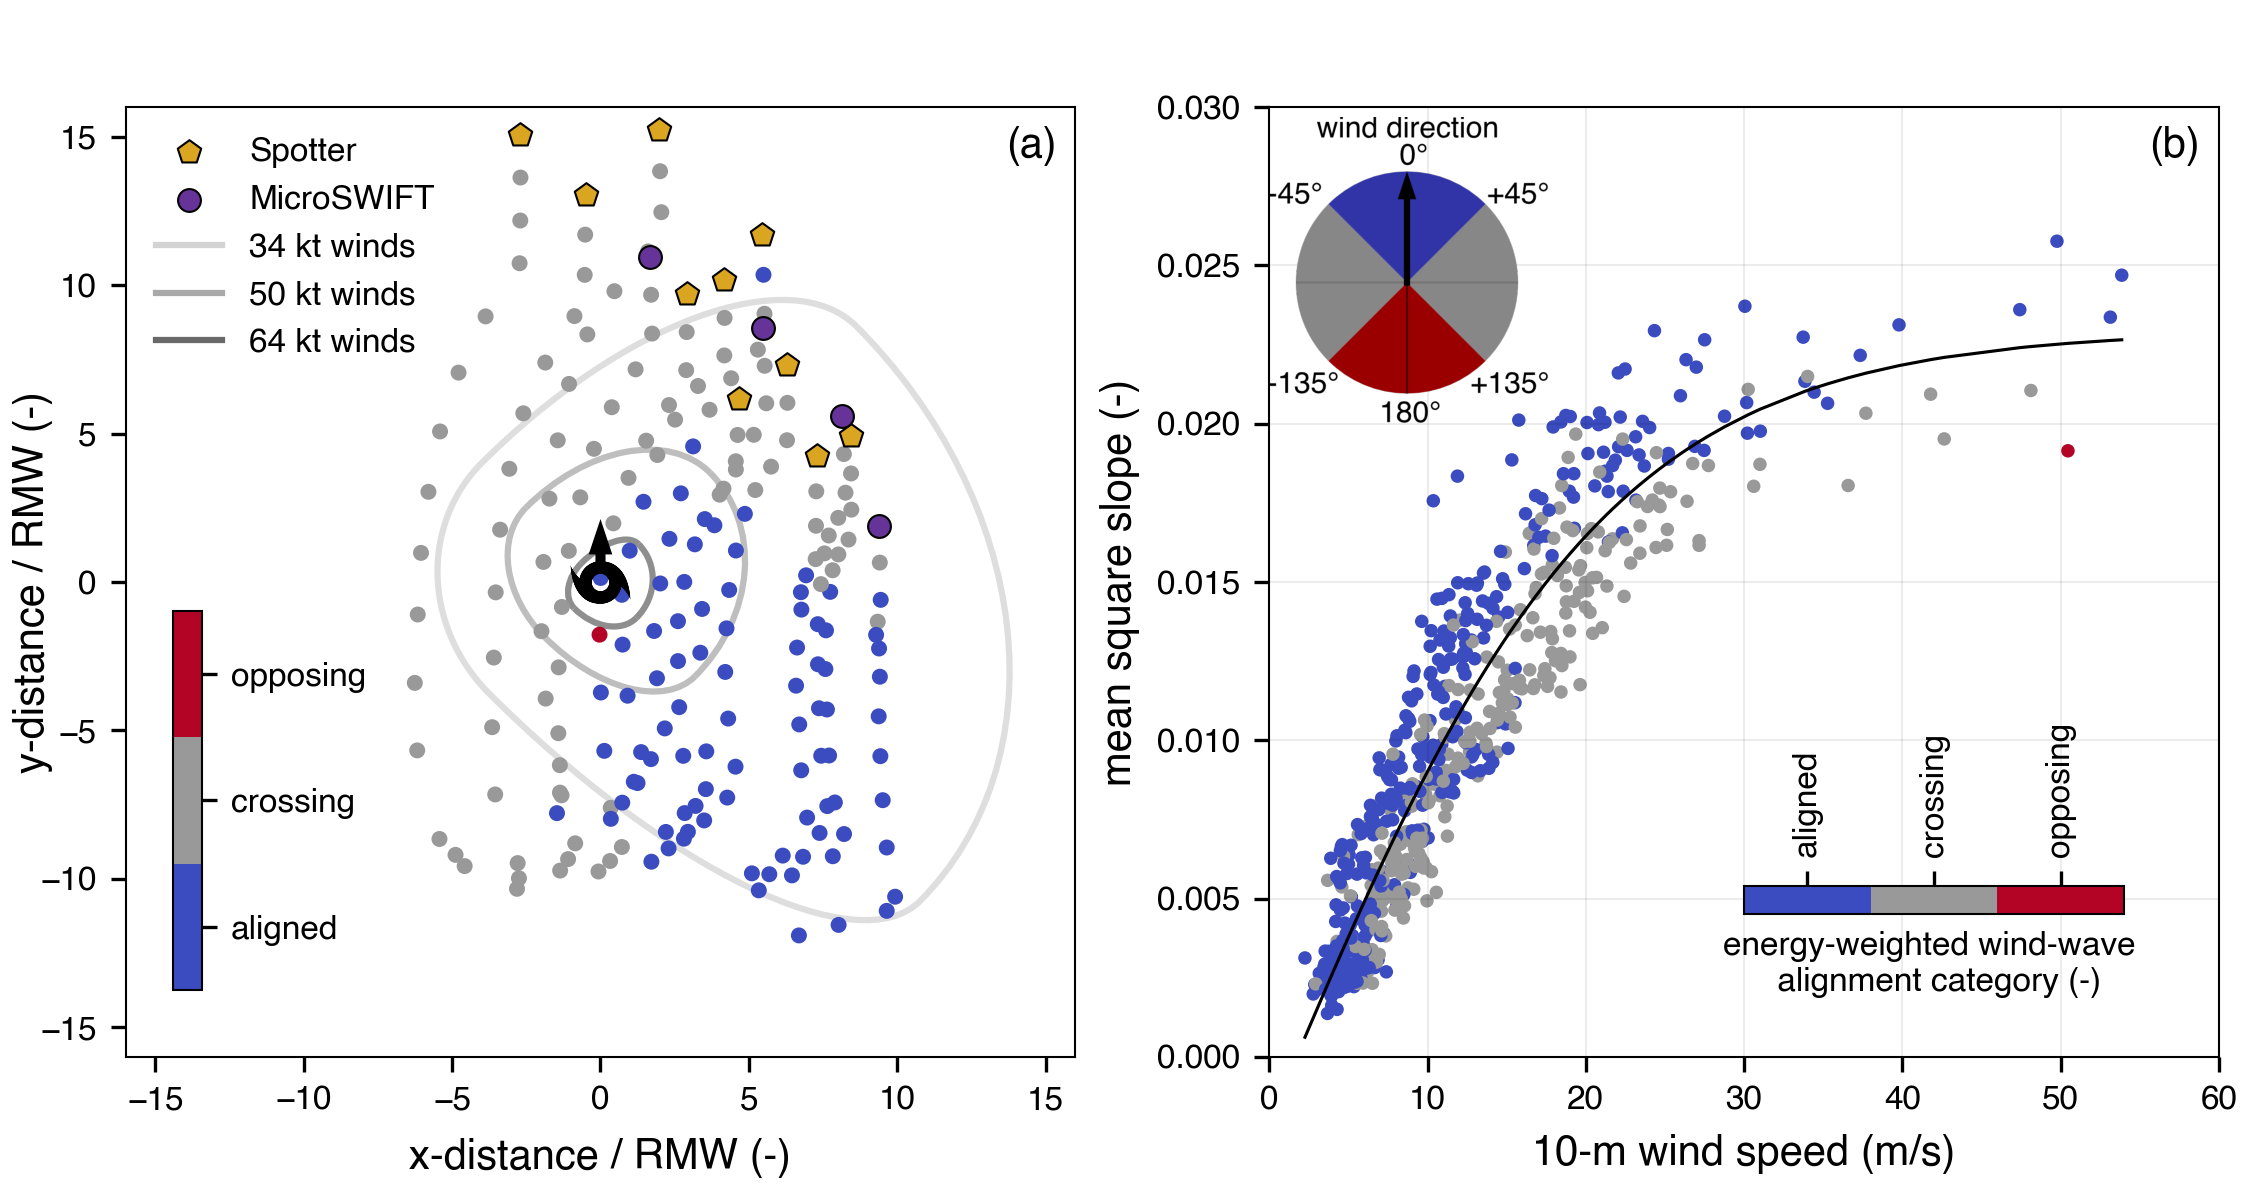 (a)
Spotter
MicroSWIFT
34 kt winds
50 kt winds
64 kt winds
15
10
5
0
−5
−10
−15
y-distance / RMW (-)
opposing
crossing
aligned
−15
−10
−5
0
5
10
15
x-distance / RMW (-)
(b)
wind direction
0°
-45°
+45°
-135°
+135°
180°
0.030
0.025
0.020
0.015
0.010
0.005
0.000
mean square slope (-)
aligned
crossing
opposing
energy-weighted wind-wave
alignment category (-)
0
10
20
30
40
50
60
10-m wind speed (m/s)